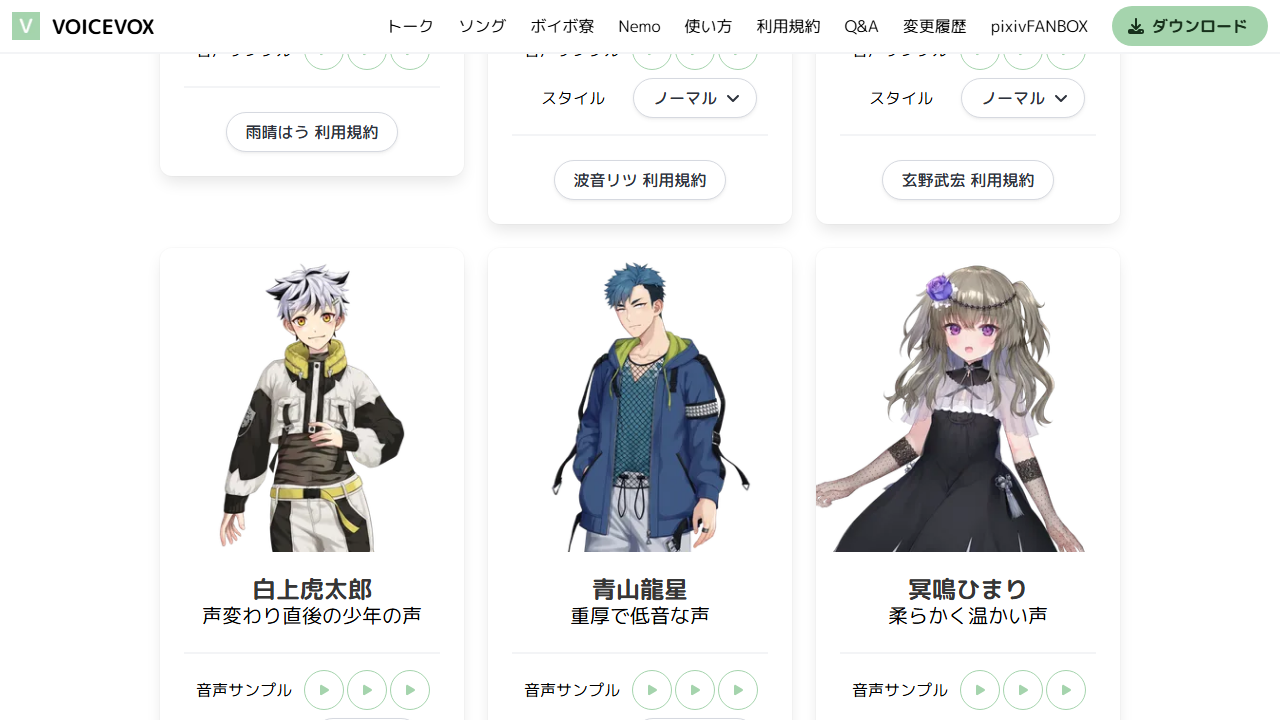 V VOICEVOX トーク ソング ボイボ寮 Nemo 使い方 利用規約 Q&A 変更履歴 pixivFANBOX ダウンロード
スタイル ノーマル スタイル ノーマル
雨晴はう 利用規約
波音リツ 利用規約 玄野武宏 利用規約
白上虎太郎 青山龍星 冥鳴ひまり
声変わり直後の少年の声 重厚で低音な声 柔らかく温かい声
音声サンプル 音声サンプル 音声サンプル